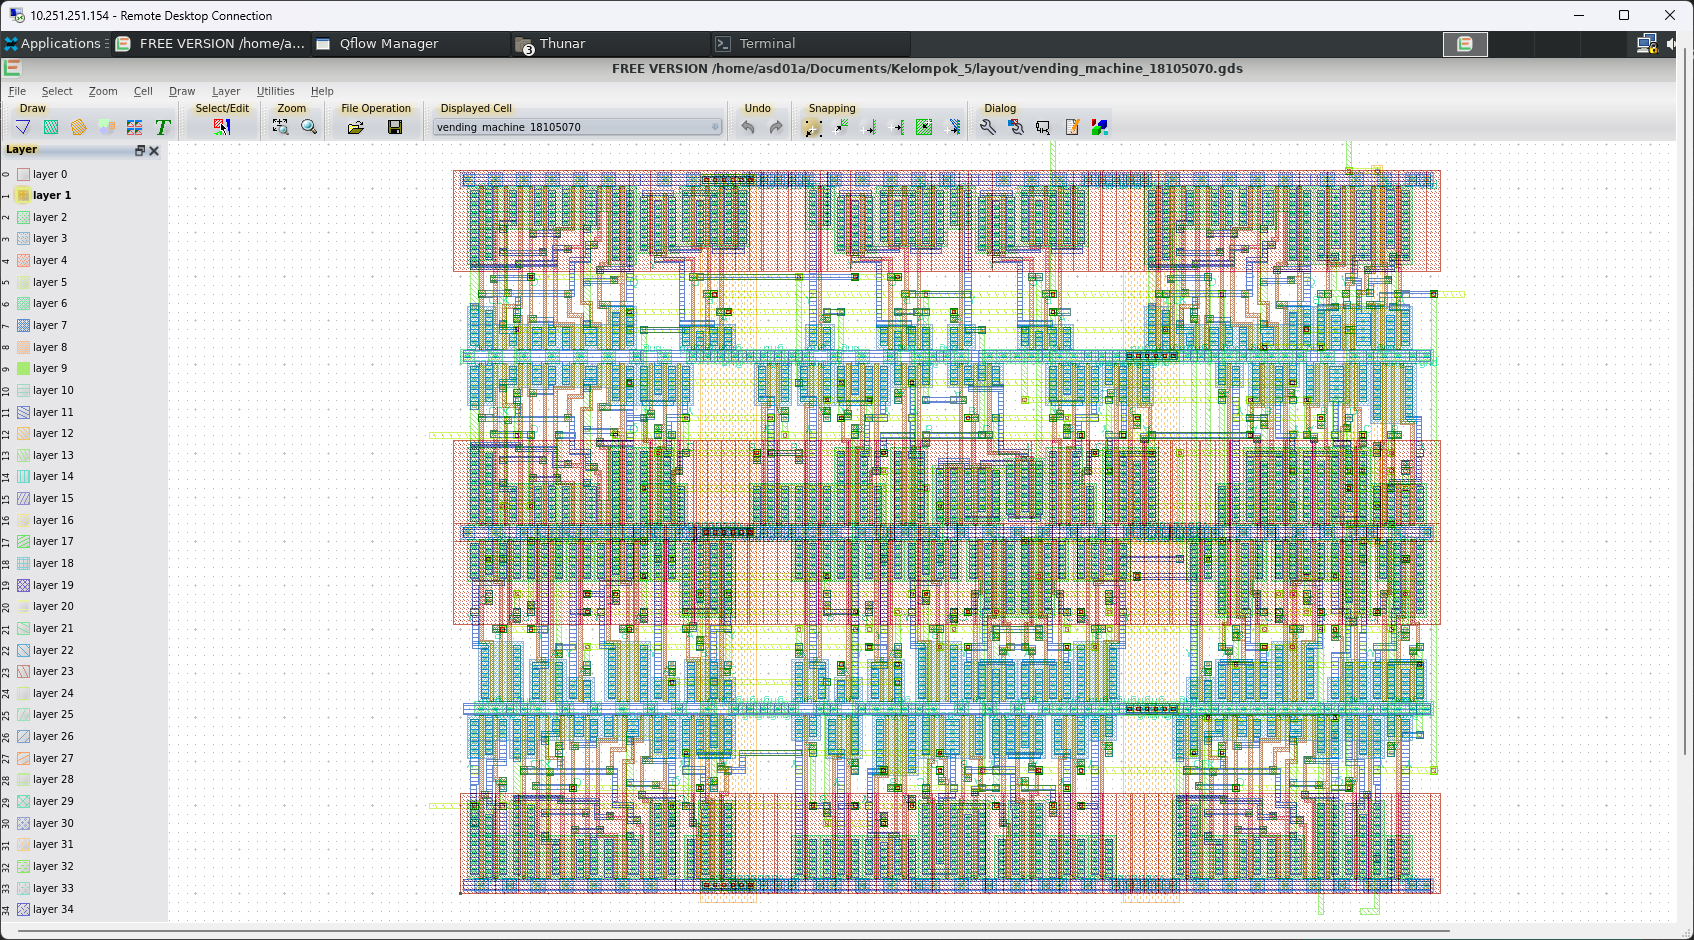 10.251.251.154 - Remote Desktop Connection
Applications
FREE VERSION /home/a...
Qflow Manager
3
Thunar
Terminal
FREE VERSION /home/asd01a/Documents/Kelompok_5/layout/vending_machine_18105070.gds
File Select Zoom Cell Draw Layer Utilities Help
Draw
Select/Edit
Zoom
File Operation
Displayed Cell
Undo
Snapping
Dialog
T
vending_machine_18105070
Layer
0 layer 0
1 layer 1
2 layer 2
3 layer 3
4 layer 4
5 layer 5
6 layer 6
7 layer 7
8 layer 8
9 layer 9
10 layer 10
11 layer 11
12 layer 12
13 layer 13
14 layer 14
15 layer 15
16 layer 16
17 layer 17
18 layer 18
19 layer 19
20 layer 20
21 layer 21
22 layer 22
23 layer 23
24 layer 24
25 layer 25
26 layer 26
27 layer 27
28 layer 28
29 layer 29
30 layer 30
31 layer 31
32 layer 32
33 layer 33
34 layer 34